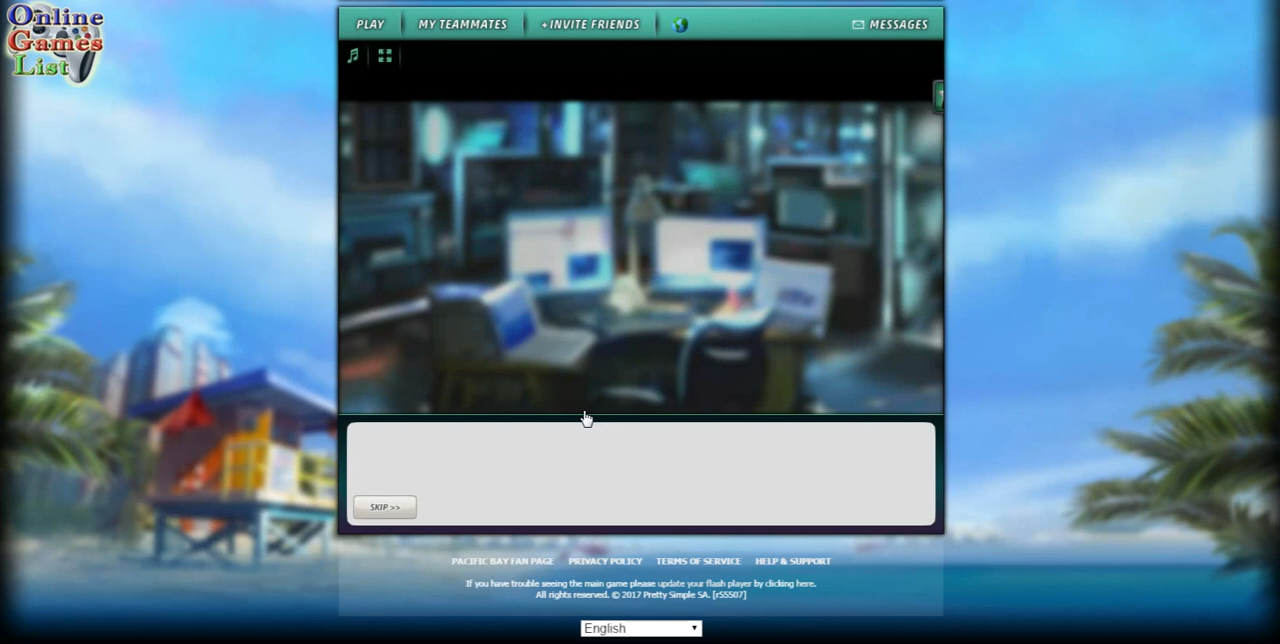 Online
Games
List
PLAY
MY TEAMMATES
+INVITE FRIENDS
MESSAGES
SKIP >>
PACIFIC BAY FAN PAGE
PRIVACY POLICY
TERMS OF SERVICE
HELP & SUPPORT
If you have trouble seeing the main game please update your flash player by clicking here.
All rights reserved. © 2017 Pretty Simple SA. [r55507]
English